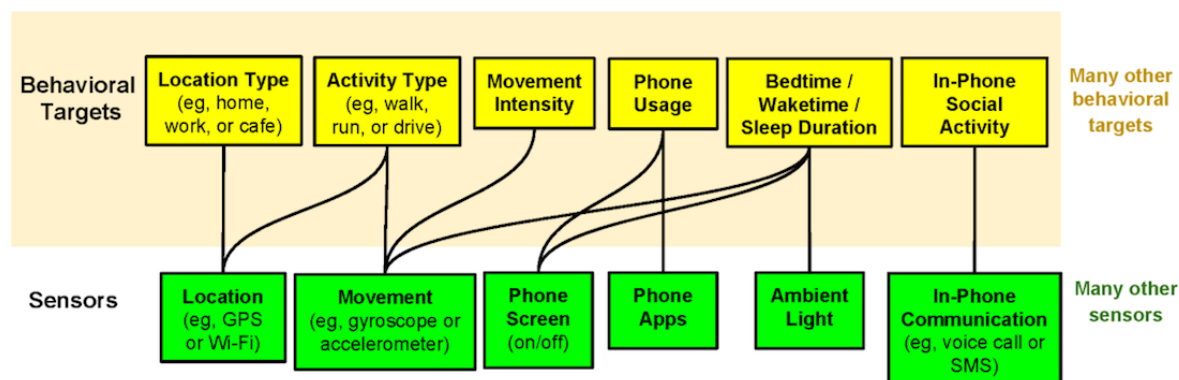 Behavioral
Targets
Location Type
(eg, home,
work, or cafe)
Activity Type
(eg, walk,
run, or drive)
Movement
Intensity
Phone
Usage
Bedtime /
Waketime /
Sleep Duration
In-Phone
Social
Activity
Many other
behavioral
targets
Sensors
Location
(eg, GPS
or Wi-Fi)
Movement
(eg, gyroscope or
accelerometer)
Phone
Screen
(on/off)
Phone
Apps
Ambient
Light
In-Phone
Communication
(eg, voice call or
SMS)
Many other
sensors